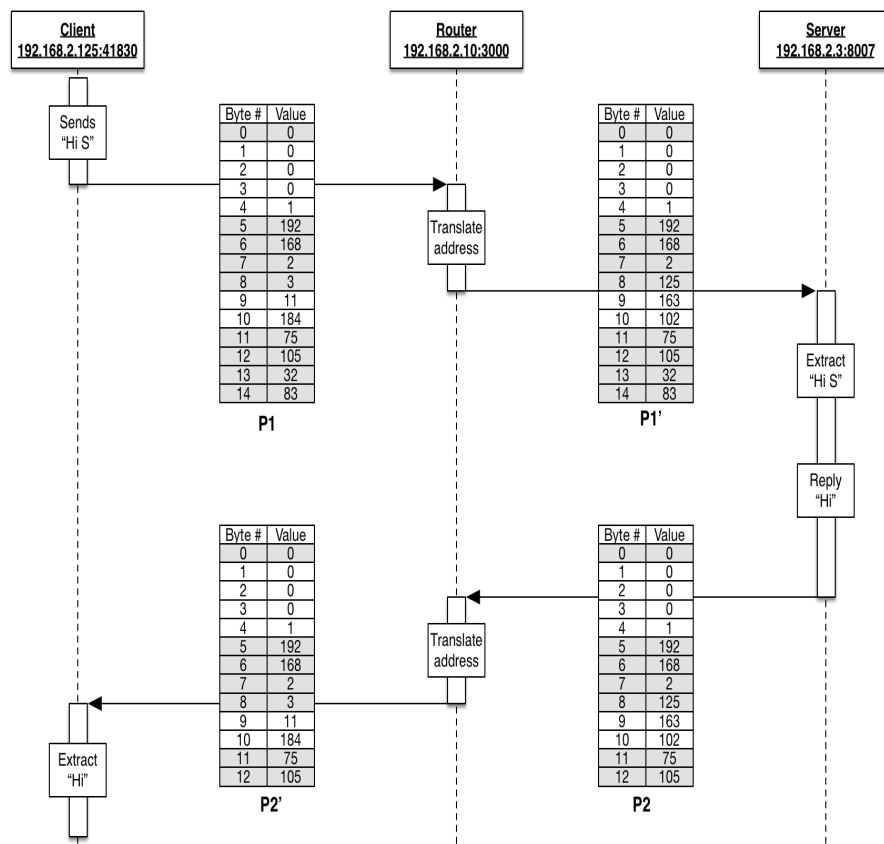 Client
192.168.2.125:41830
Router
192.168.2.10:3000
Server
192.168.2.3:8007
Sends
“Hi S”
Byte # Value
0 0
1 0
2 0
3 0
4 1
5 192
6 168
7 2
8 3
9 11
10 184
11 75
12 105
13 32
14 83
P1
Translate
address
Byte # Value
0 0
1 0
2 0
3 0
4 1
5 192
6 168
7 2
8 125
9 163
10 102
11 75
12 105
13 32
14 83
P1’
Extract
“Hi S”
Reply
“Hi”
Byte # Value
0 0
1 0
2 0
3 0
4 1
5 192
6 168
7 2
8 125
9 163
10 102
11 75
12 105
P2
Translate
address
Byte # Value
0 0
1 0
2 0
3 0
4 1
5 192
6 168
7 2
8 3
9 11
10 184
11 75
12 105
P2’
Extract
“Hi”